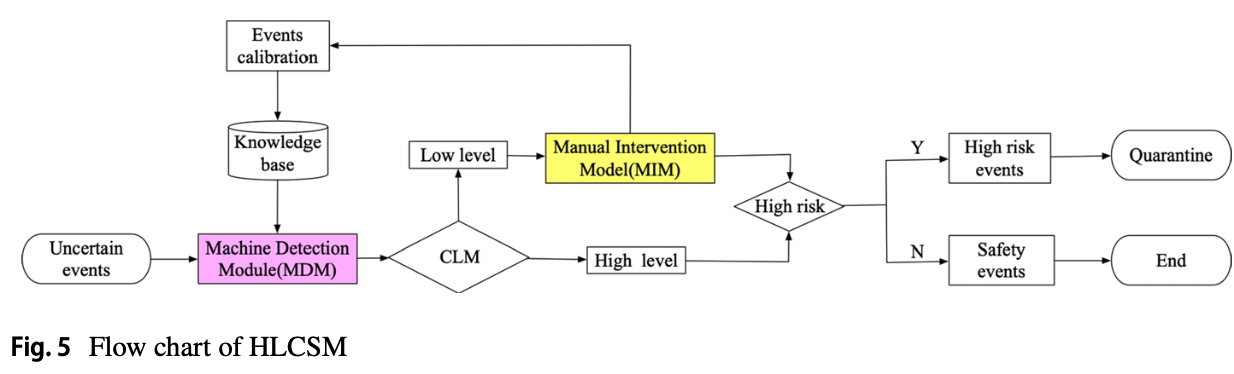 Events
calibration
Knowledge
base
Low level
Manual Intervention
Model(MIM)
Y
High risk
events
Quarantine
High risk
Uncertain
events
Machine Detection
Module(MDM)
CLM
High level
N
Safety
events
End
Fig. 5 Flow chart of HLCSM